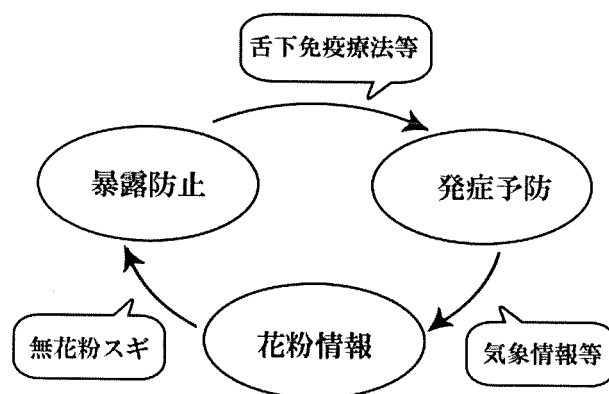 舌下免疫療法等
暴露防止
発症予防
無花粉スギ
花粉情報
気象情報等